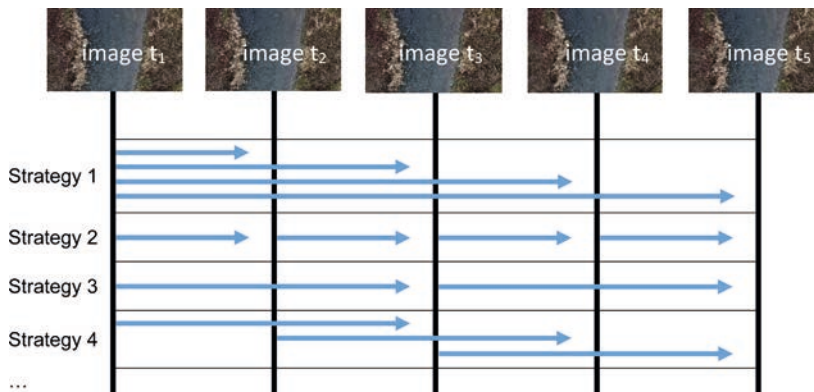 image t₁ image t₂ image t₃ image t₄ image t₅
Strategy 1
Strategy 2
Strategy 3
Strategy 4
...